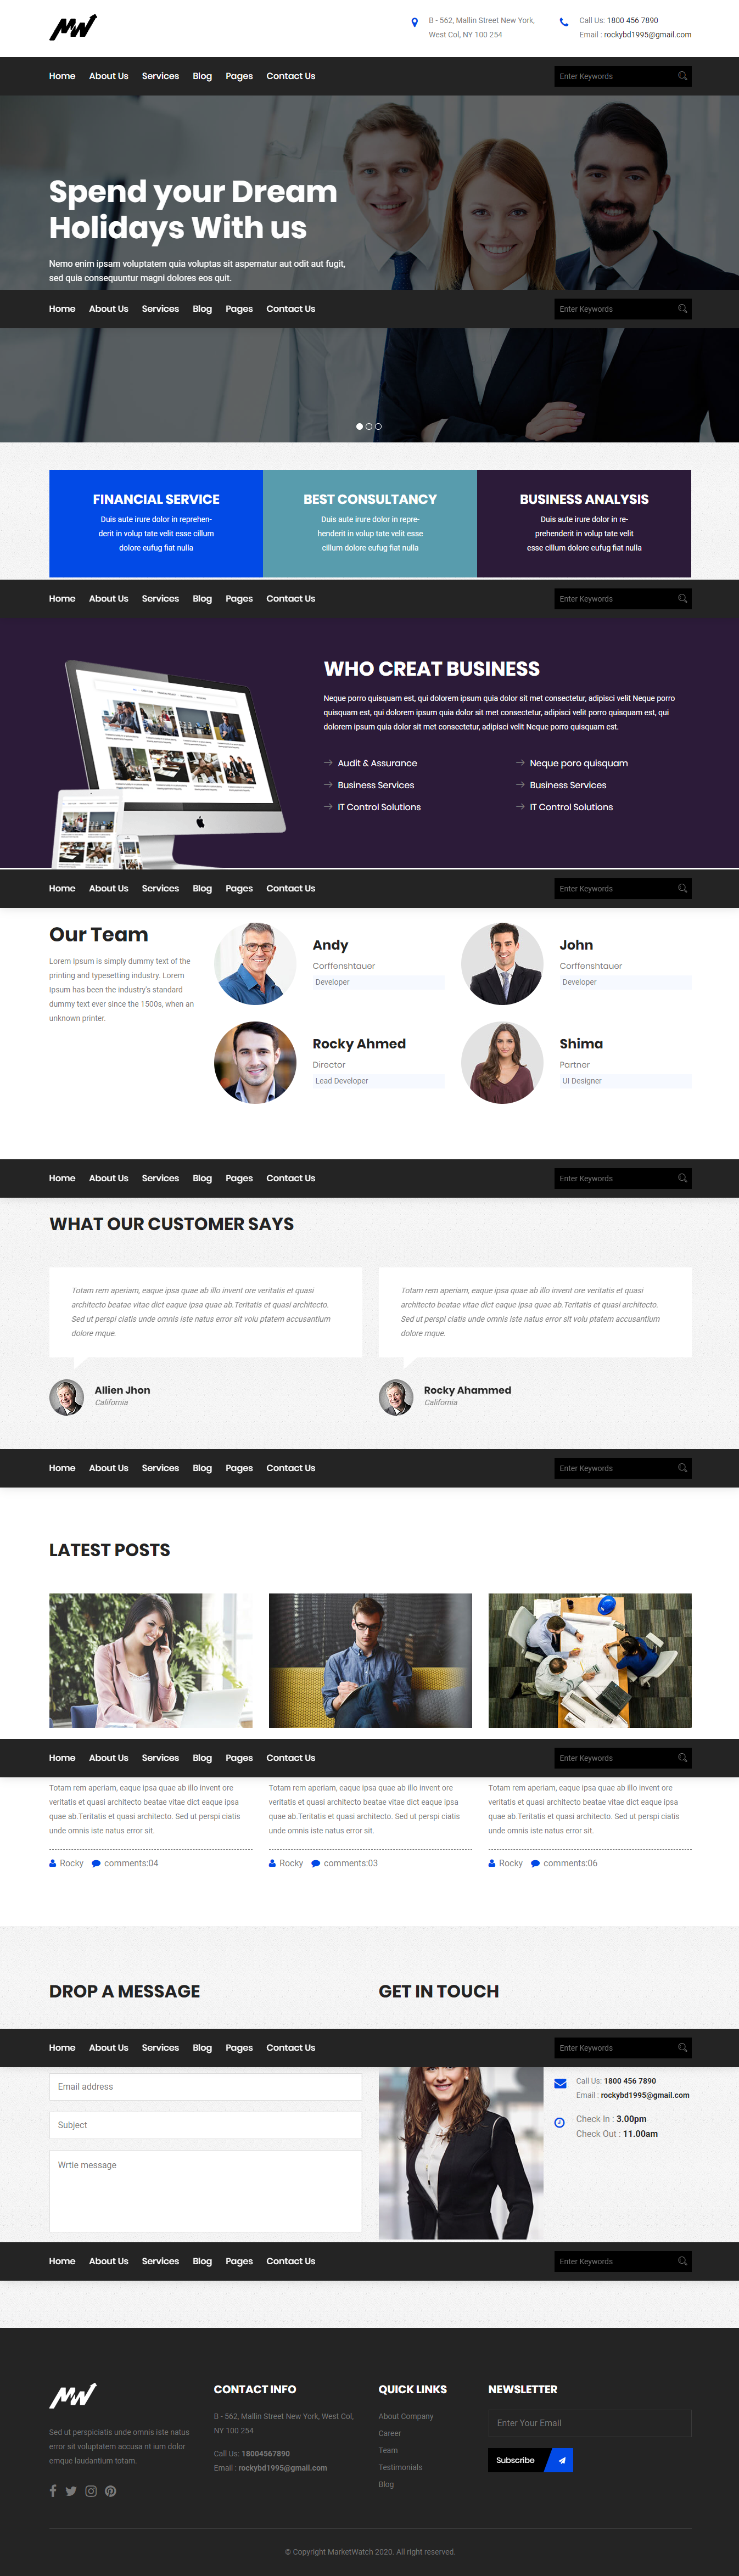 MW
B - 562, Mallin Street New York,
West Col, NY 100 254
Call Us: 1800 456 7890
Email : rockybd1995@gmail.com
Home About Us Services Blog Pages Contact Us
Enter Keywords
Spend your Dream
Holidays With us
Nemo enim ipsam voluptatem quia voluptas sit aspernatur aut odit aut fugit,
sed quia consequuntur magni dolores eos quit.
Home About Us Services Blog Pages Contact Us
Enter Keywords
FINANCIAL SERVICE
Duis aute irure dolor in reprehen-
derit in volup tate velit esse cillum
dolore eufug fiat nulla
BEST CONSULTANCY
Duis aute irure dolor in repre-
henderit in volup tate velit esse
cillum dolore eufug fiat nulla
BUSINESS ANALYSIS
Duis aute irure dolor in re-
prehenderit in volup tate velit
esse cillum dolore eufug fiat nulla
Home About Us Services Blog Pages Contact Us
Enter Keywords
WHO CREAT BUSINESS
Neque porro quisquam est, qui dolorem ipsum quia dolor sit met consectetur, adipisci velit Neque porro
quisquam est, qui dolorem ipsum quia dolor sit met consectetur, adipisci velit porro quisquam est, qui
dolorem ipsum quia dolor sit met consectetur, adipisci velit Neque porro quisquam est.
Audit & Assurance
Business Services
IT Control Solutions
Neque poro quisquam
Business Services
IT Control Solutions
Home About Us Services Blog Pages Contact Us
Enter Keywords
Our Team
Lorem Ipsum is simply dummy text of the
printing and typesetting industry. Lorem
Ipsum has been the industry's standard
dummy text ever since the 1500s, when an
unknown printer.
Andy
Corffenshtauer
Developer
John
Corffenshtauer
Developer
Rocky Ahmed
Director
Lead Developer
Shima
Partner
UI Designer
Home About Us Services Blog Pages Contact Us
Enter Keywords
WHAT OUR CUSTOMER SAYS
Totam rem aperiam, eaque ipsa quae ab illo invent ore veritatis et quasi
architecto beatae vitae dict eaque ipsa quae ab.Teritatis et quasi architecto.
Sed ut perspi ciatis unde omnis iste natus error sit volu ptatem accusantium
dolore mque.
Allien Jhon
California
Totam rem aperiam, eaque ipsa quae ab illo invent ore veritatis et quasi
architecto beatae vitae dict eaque ipsa quae ab.Teritatis et quasi architecto.
Sed ut perspi ciatis unde omnis iste natus error sit volu ptatem accusantium
dolore mque.
Rocky Ahammed
California
Home About Us Services Blog Pages Contact Us
Enter Keywords
LATEST POSTS
Home About Us Services Blog Pages Contact Us
Enter Keywords
Totam rem aperiam, eaque ipsa quae ab illo invent ore
veritatis et quasi architecto beatae vitae dict eaque ipsa
quae ab.Teritatis et quasi architecto. Sed ut perspi ciatis
unde omnis iste natus error sit.
Rocky comments:04
Totam rem aperiam, eaque ipsa quae ab illo invent ore
veritatis et quasi architecto beatae vitae dict eaque ipsa
quae ab.Teritatis et quasi architecto. Sed ut perspi ciatis
unde omnis iste natus error sit.
Rocky comments:03
Totam rem aperiam, eaque ipsa quae ab illo invent ore
veritatis et quasi architecto beatae vitae dict eaque ipsa
quae ab.Teritatis et quasi architecto. Sed ut perspi ciatis
unde omnis iste natus error sit.
Rocky comments:06
DROP A MESSAGE
GET IN TOUCH
Home About Us Services Blog Pages Contact Us
Enter Keywords
Email address
Subject
Wrtie message
Call Us: 1800 456 7890
Email : rockybd1995@gmail.com
Check In : 3.00pm
Check Out : 11.00am
Home About Us Services Blog Pages Contact Us
Enter Keywords
MW
Sed ut perspiciatis unde omnis iste natus
error sit voluptatem accusa nt ium dolor
emque laudantium totam.
CONTACT INFO
B - 562, Mallin Street New York, West Col,
NY 100 254
Call Us: 18004567890
Email : rockybd1995@gmail.com
QUICK LINKS
About Company
Career
Team
Testimonials
Blog
NEWSLETTER
Enter Your Email
Subscribe
© Copyright MarketWatch 2020. All right reserved.